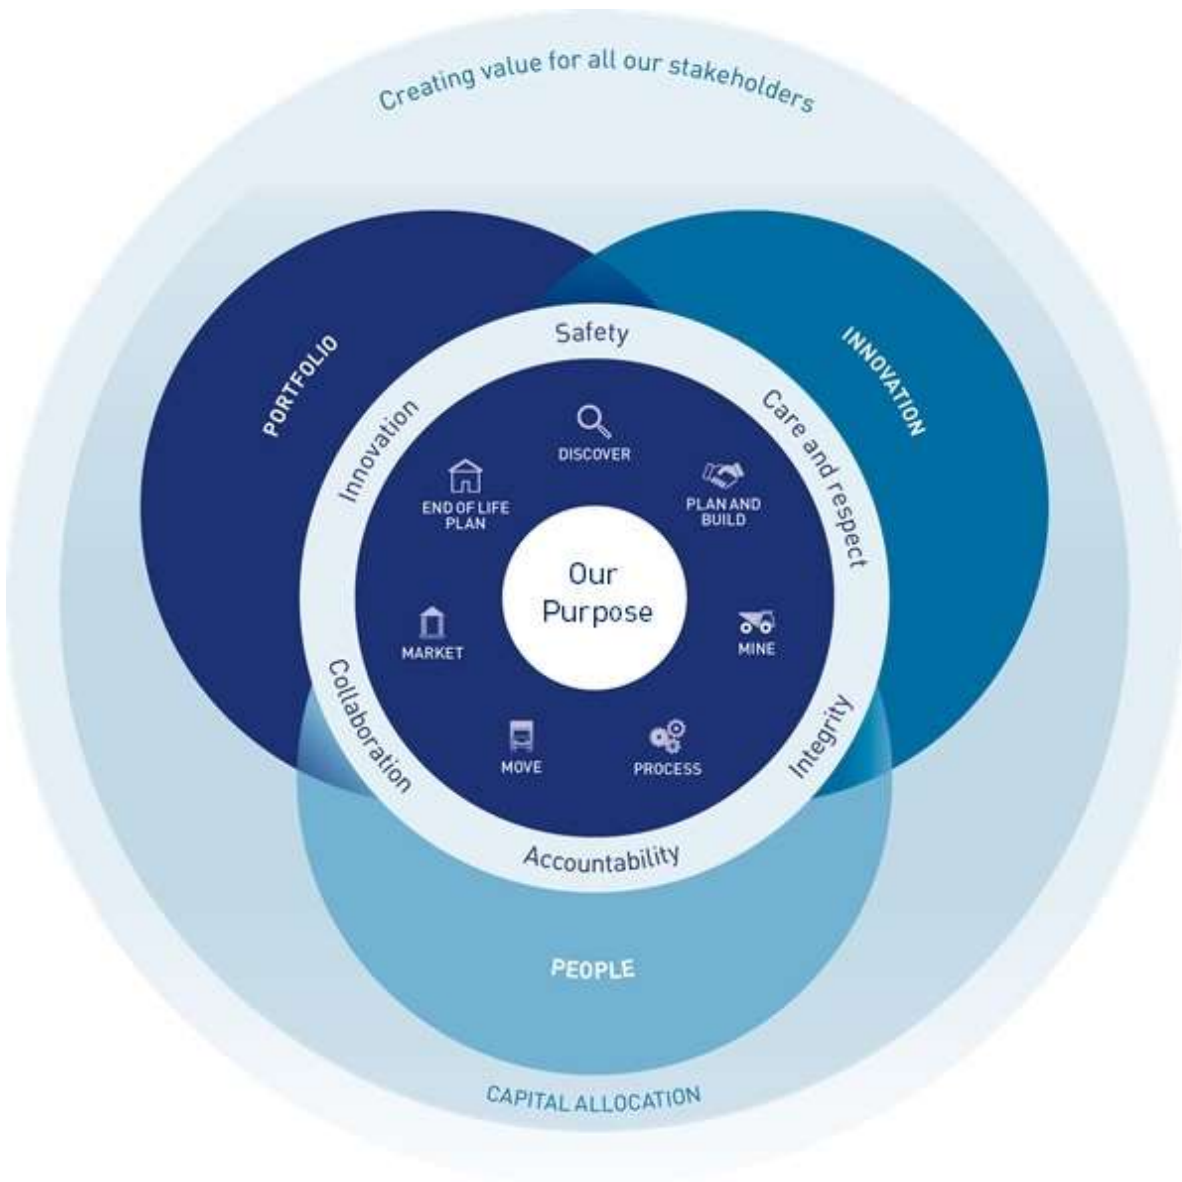 Creating value for all our stakeholders
PORTFOLIO
INNOVATION
Safety
Care and respect
Integrity
Accountability
Collaboration
Innovation
DISCOVER
PLAN AND
BUILD
MINE
PROCESS
MOVE
MARKET
END OF LIFE
PLAN
Our
Purpose
PEOPLE
CAPITAL ALLOCATION